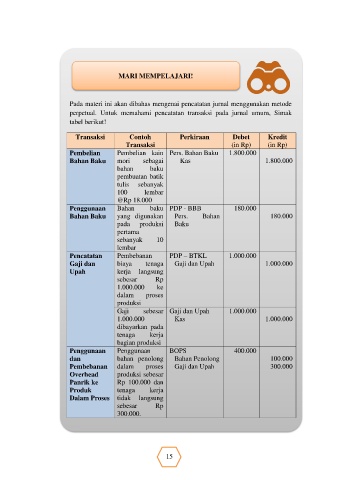 MARI MEMPELAJARI!
Pada materi ini akan dibahas mengenai pencatatan jurnal menggunakan metode
perpetual. Untuk memahami pencatatan transaksi pada jurnal umum, Simak
tabel berikut!
Transaksi Contoh Transaksi Perkiraan Debet (in Rp) Kredit (in Rp)
Pembelian Bahan Baku
Pembelian kain
mori sebagai
bahan baku
pembuatan batik
tulis sebanyak
100 lembar
@Rp 18.000
Pers. Bahan Baku 1.800.000
Kas 1.800.000
Penggunaan
Bahan Baku
Bahan baku
yang digunakan
pada produksi
pertama
sebanyak 10
lembar
PDP - BBB 180.000
Pers. Bahan Baku 180.000
Pencatatan
Gaji dan
Upah
Pembebanan
biaya tenaga
kerja langsung
sebesar Rp
1.000.000 ke
dalam proses
produksi
PDP – BTKL 1.000.000
Gaji dan Upah 1.000.000
Gaji sebesar
1.000.000
dibayarkan pada
tenaga kerja
bagian produksi
Gaji dan Upah 1.000.000
Kas 1.000.000
Penggunaan
dan
Pembebanan
Overhead
Panrik ke
Produk
Dalam Proses
Penggunaan
bahan penolong
dalam proses
produksi sebesar
Rp 100.000 dan
tenaga kerja
tidak langsung
sebesar Rp
300.000.
BOPS 400.000
Bahan Penolong 100.000
Gaji dan Upah 300.000
15